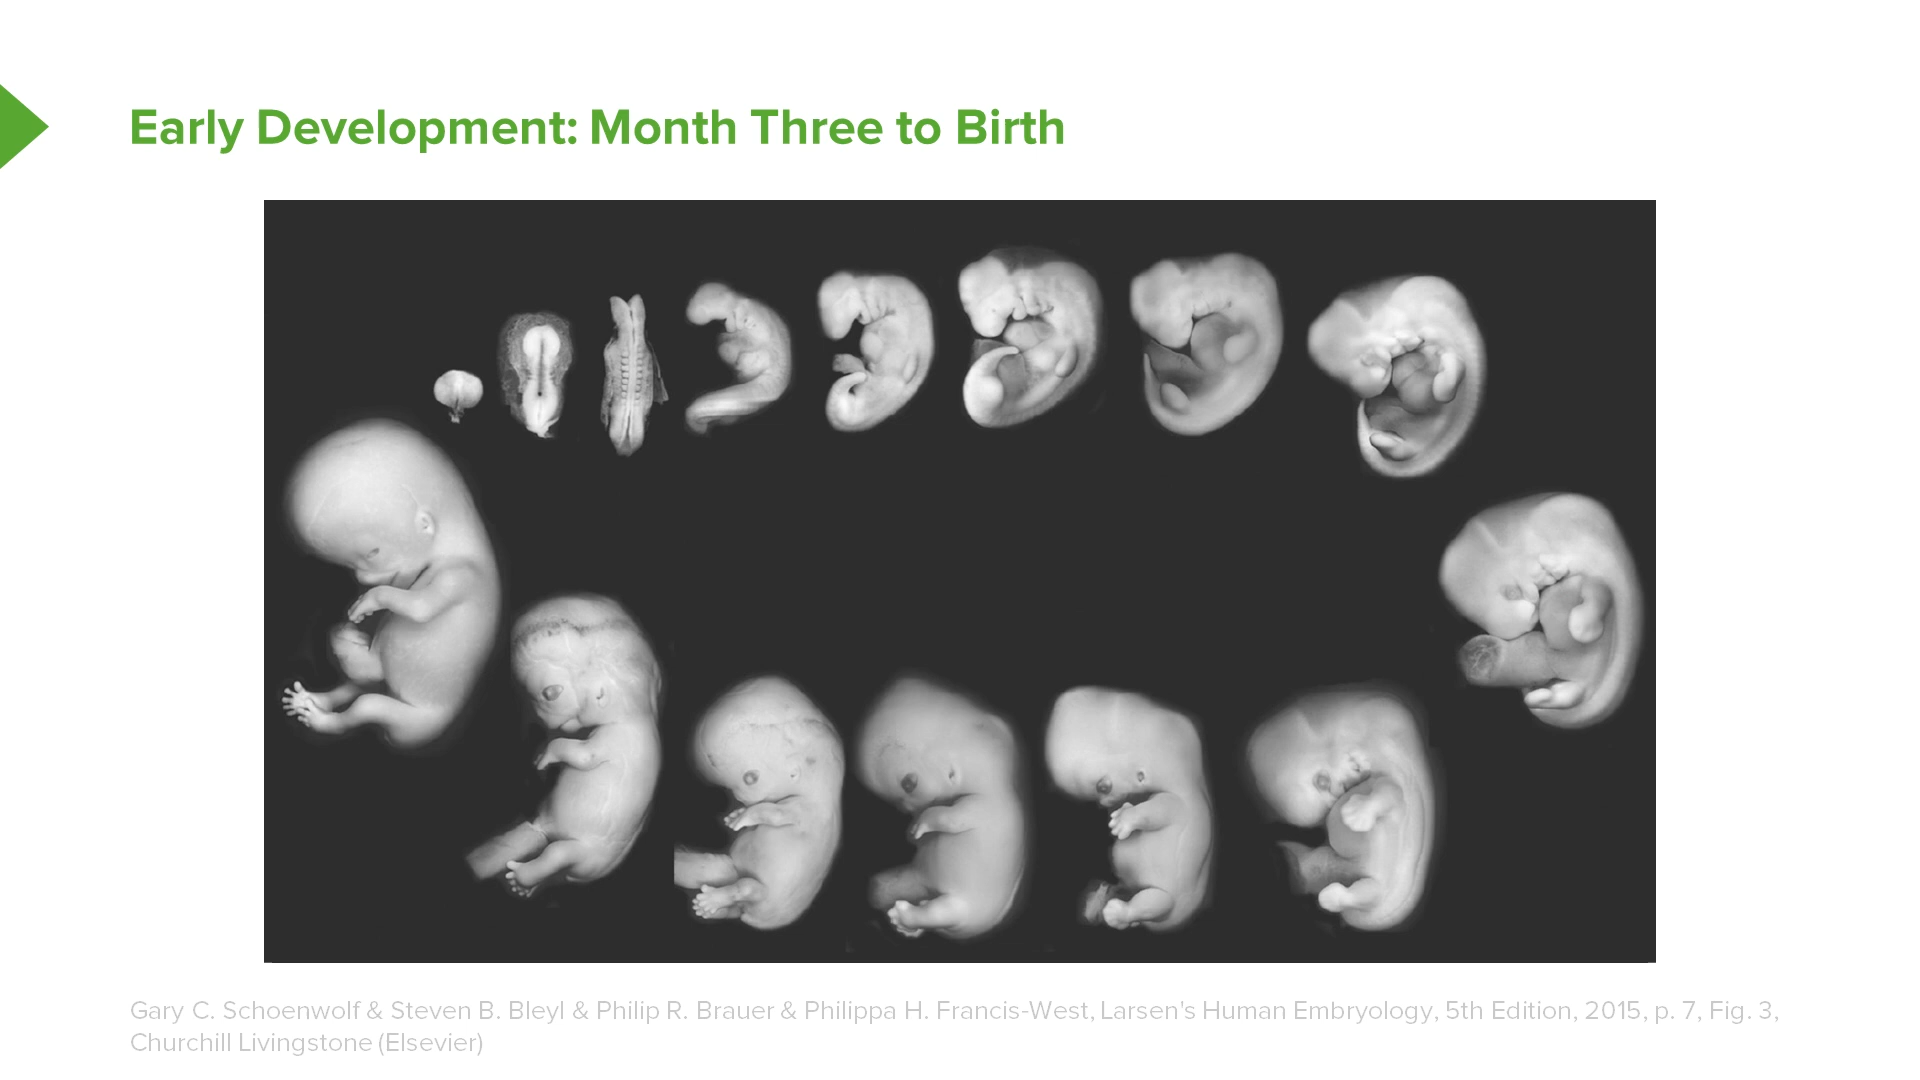 Early Development: Month Three to Birth
Gary C. Schoenwolf & Steven B. Bleyl & Philip R. Brauer & Philippa H. Francis-West, Larsen's Human Embryology, 5th Edition, 2015, p. 7, Fig. 3,
Churchill Livingstone (Elsevier)